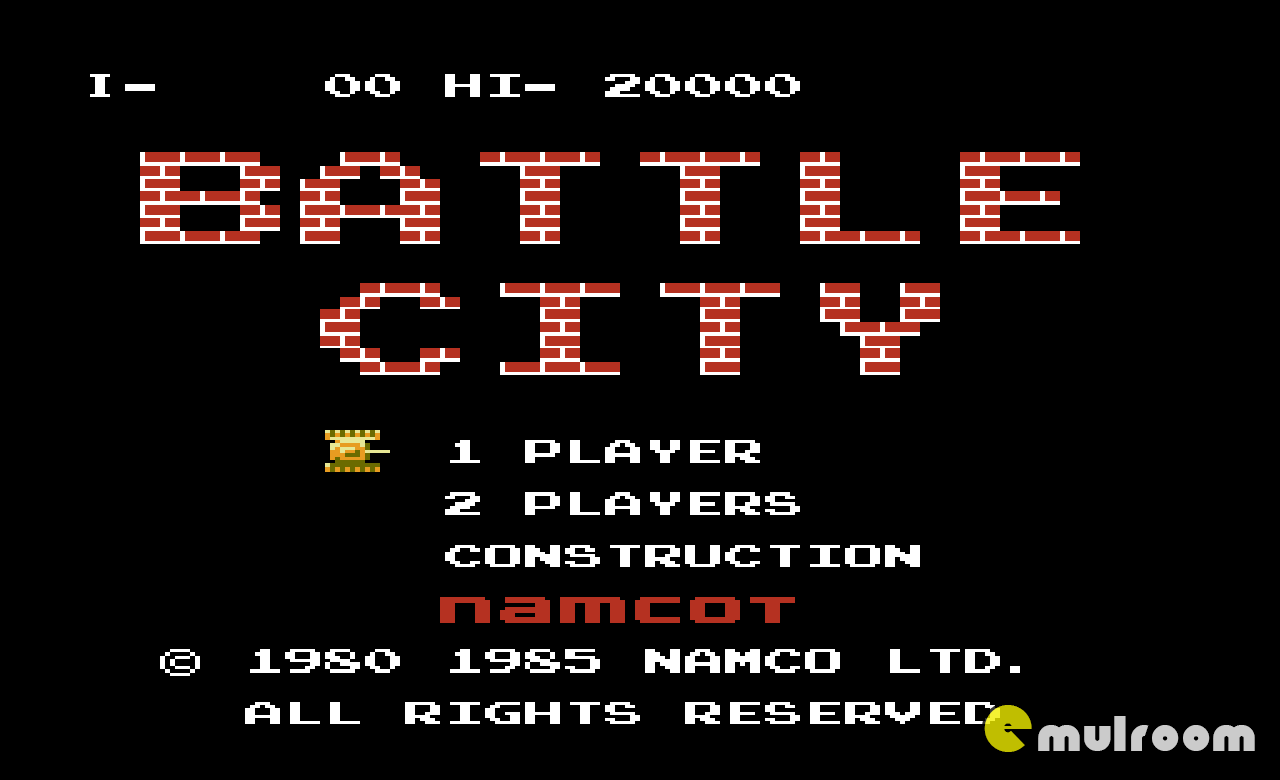 I-     00 HI- 20000
BATTLE
CITY
1 PLAYER
2 PLAYERS
CONSTRUCTION
namcot
© 1980 1985 NAMCO LTD.
ALL RIGHTS RESERVED
emulroom